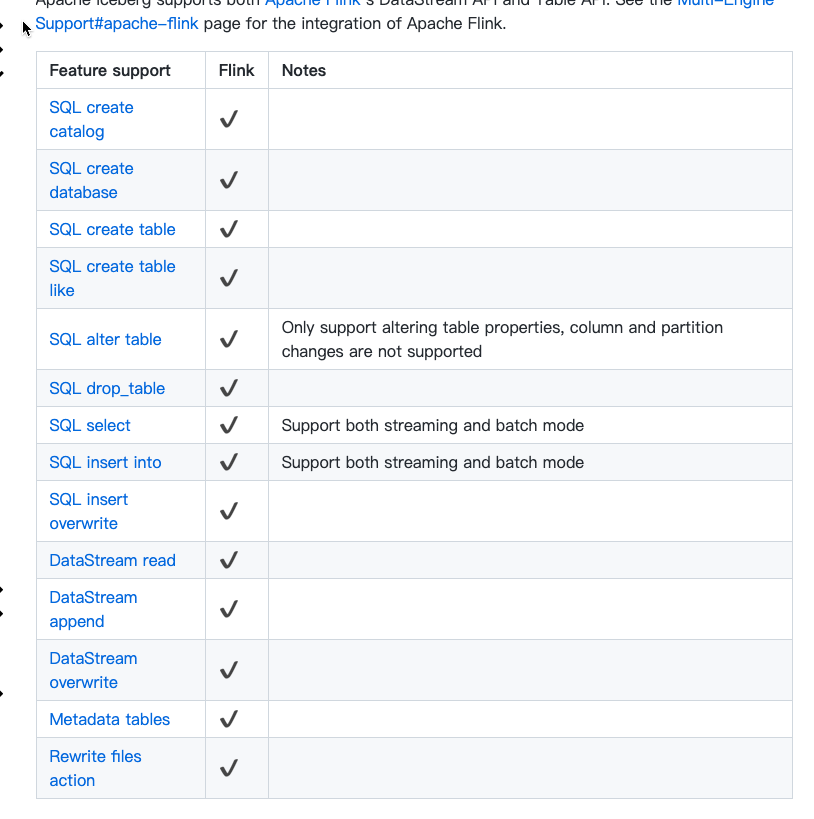 Apache Iceberg supports both Apache Flink's DataStream API and Table API. See the Multi-Engine
Support#apache-flink page for the integration of Apache Flink.
Feature support Flink Notes
SQL create
catalog ✔
SQL create
database ✔
SQL create table ✔
SQL create table
like ✔
SQL alter table ✔ Only support altering table properties, column and partition
changes are not supported
SQL drop_table ✔
SQL select ✔ Support both streaming and batch mode
SQL insert into ✔ Support both streaming and batch mode
SQL insert
overwrite ✔
DataStream read ✔
DataStream
append ✔
DataStream
overwrite ✔
Metadata tables ✔
Rewrite files
action ✔